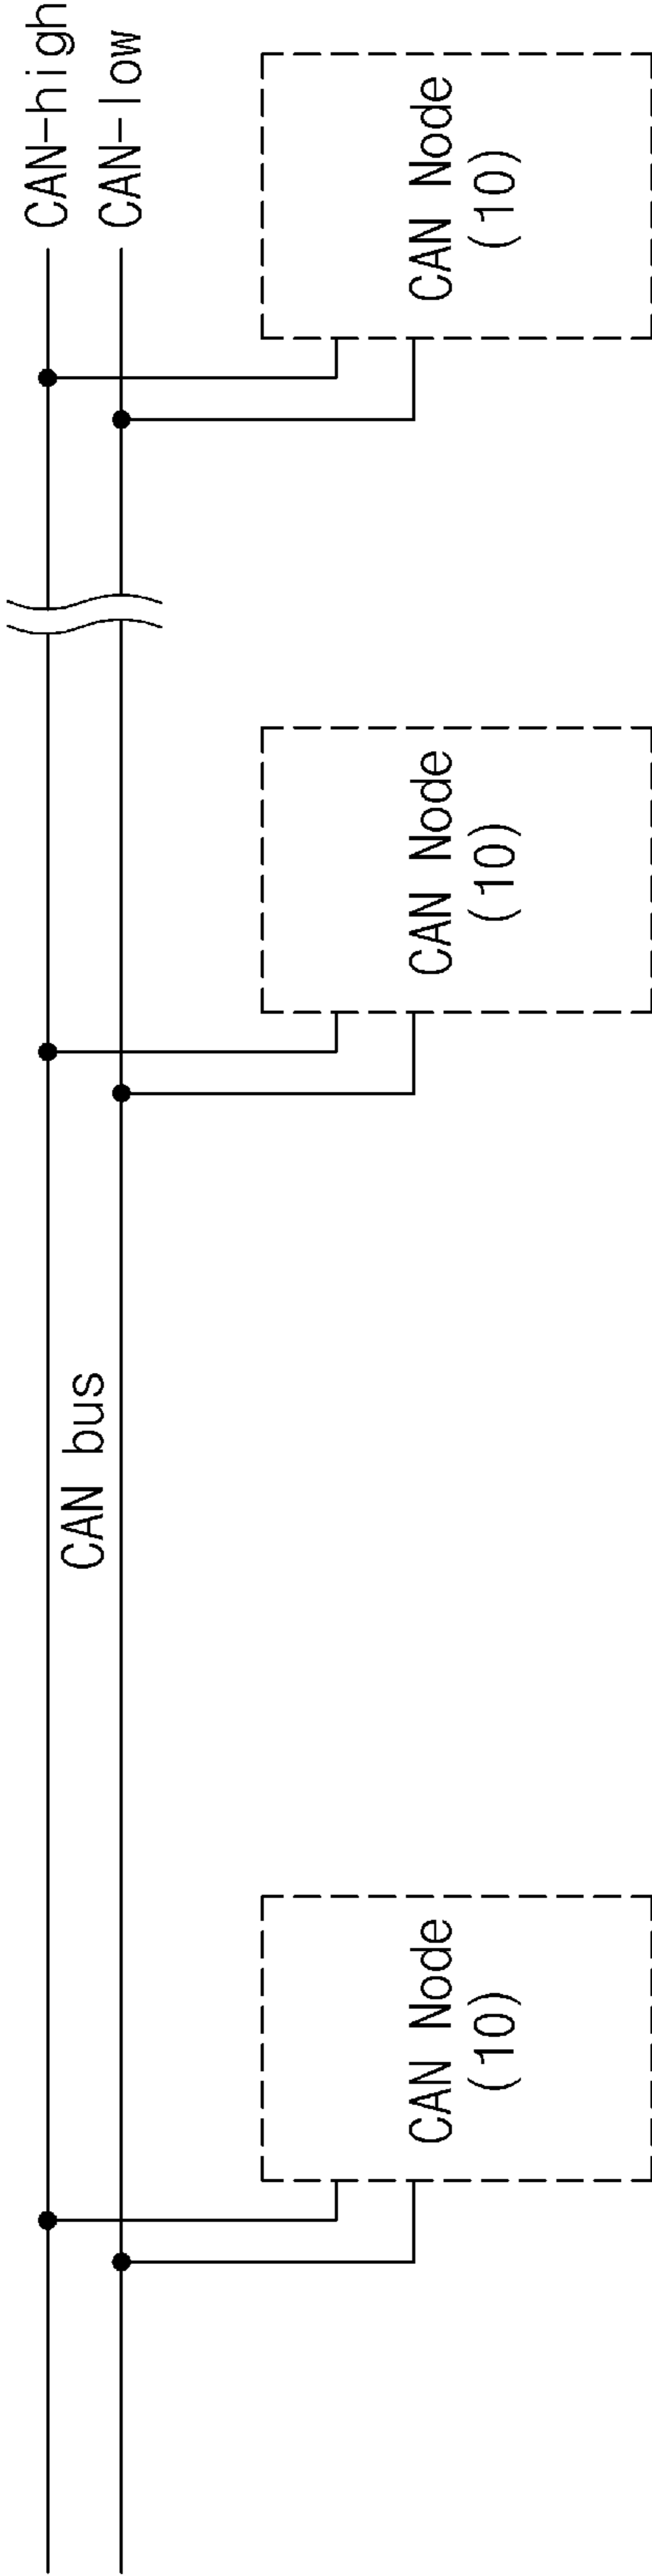 CAN-high
CAN-low
CAN bus
CAN Node
(10)
CAN Node
(10)
CAN Node
(10)